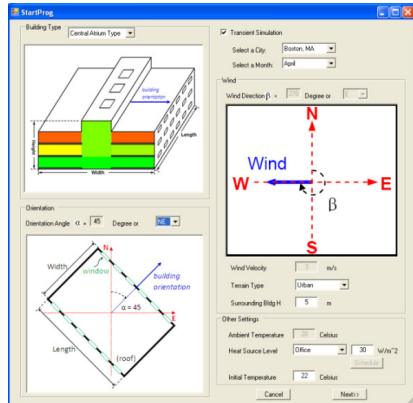 StartProg
Building Type
Central Atrium Type
building
orientation
Height
Length
Width
Orientation
Orientation Angle α = 45 Degree or NE
Width
N
window
building
orientation
α = 45
E
Length
(roof)
Transient Simulation
Select a City: Boston, MA
Select a Month: April
Wind
Wind Direction β = 270 Degree or
N
Wind
W
E
β
S
Wind Velocity m/s
Terrain Type Urban
Surrounding Bldg H 5 m
Other Settings
Ambient Temperature 20 Celsius
Heat Source Level Office 30 W/m^2
Schedule
Initial Temperature 22 Celsius
Cancel Next>>